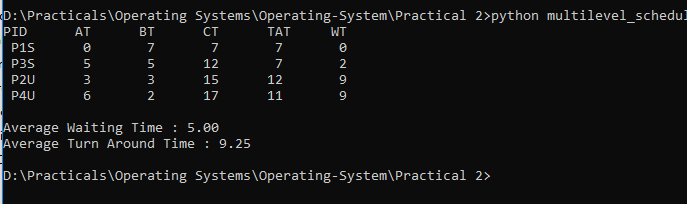 D:\Practicals\Operating Systems\Operating-System\Practical 2>python multilevel_schedul
PID AT BT CT TAT WT
P1S 0 7 7 7 0
P3S 5 5 12 7 2
P2U 3 3 15 12 9
P4U 6 2 17 11 9
Average Waiting Time : 5.00
Average Turn Around Time : 9.25
D:\Practicals\Operating Systems\Operating-System\Practical 2>